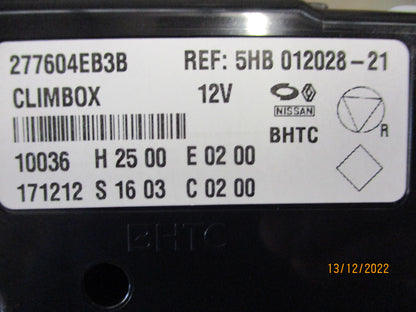 277604EB3B REF: 5HB 012028-21
CLIMBOX 12V
NISSAN
BHTC
R
10036 H 25 00 E 02 00
171212 S 16 03 C 02 00
BHTC
13/12/2022